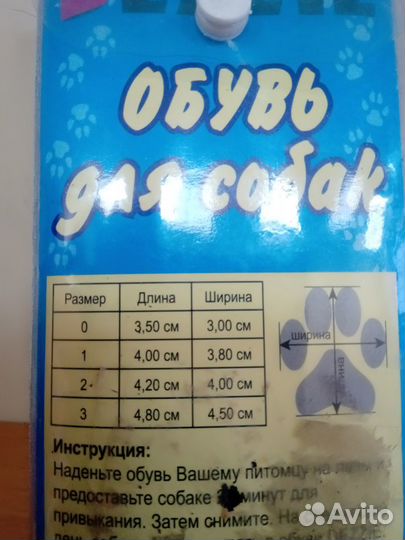 DEZZIE
ОБУВЬ
для собак
Размер Длина Ширина
0 3,50 см 3,00 см
1 4,00 см 3,80 см
2 4,20 см 4,00 см
3 4,80 см 4,50 см
ширина
длина
Инструкция:
Наденьте обувь Вашему питомцу на
предоставьте собаке минут для
привыкания. Затем снимите.
Avito